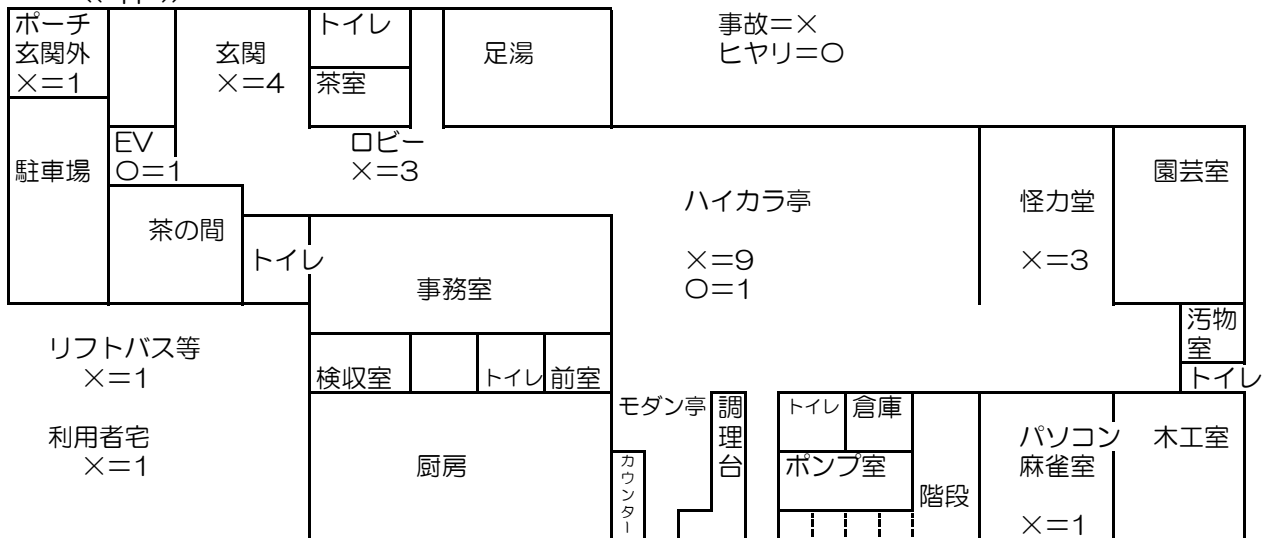 ポーチ
玄関外
×=1
玄関
×=4
トイレ
茶室
足湯
事故=×
ヒヤリ=○
駐車場
EV
○=1
ロビー
×=3
茶の間
トイレ
事務室
ハイカラ亭
×=9
○=1
怪力堂
×=3
園芸室
汚物
室
トイレ
リフトバス等
×=1
利用者宅
×=1
検収室
トイレ
前室
厨房
モダン亭
カウンター
調理台
トイレ
倉庫
ポンプ室
階段
パソコン
麻雀室
×=1
木工室